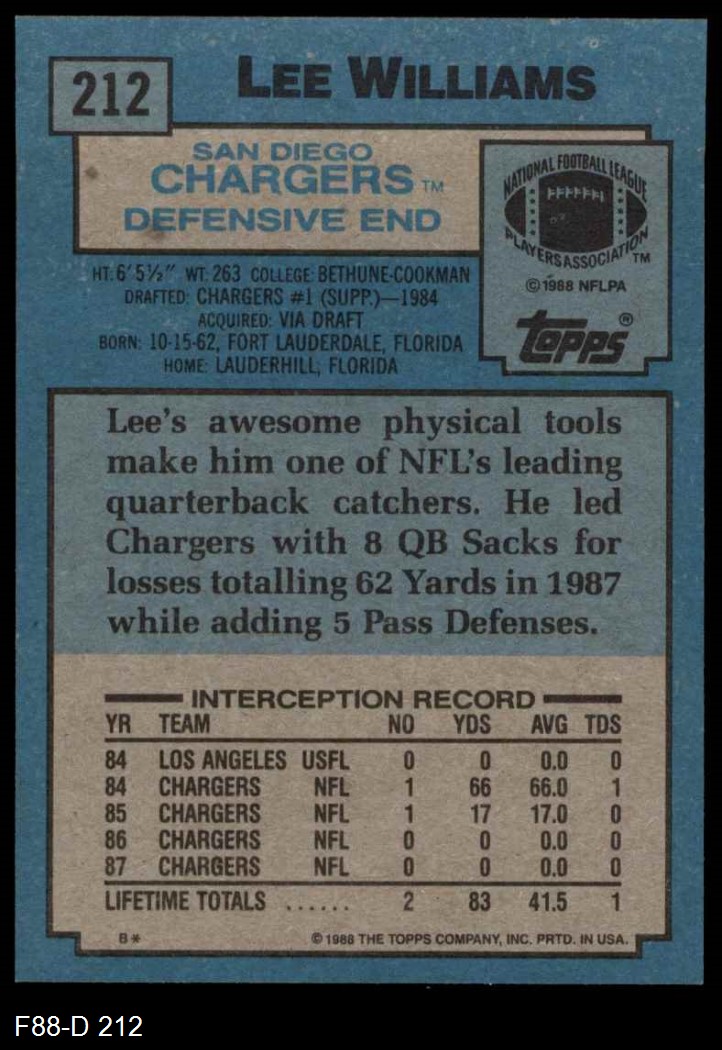 212
LEE WILLIAMS
SAN DIEGO
CHARGERS TM
DEFENSIVE END
NATIONAL FOOTBALL LEAGUE
PLAYERS ASSOCIATION TM
© 1988 NFLPA
topps®
HT: 6' 5½" WT: 263 COLLEGE: BETHUNE-COOKMAN
DRAFTED: CHARGERS #1 (SUPP.)—1984
ACQUIRED: VIA DRAFT
BORN: 10-15-62, FORT LAUDERDALE, FLORIDA
HOME: LAUDERHILL, FLORIDA
Lee's awesome physical tools
make him one of NFL's leading
quarterback catchers. He led
Chargers with 8 QB Sacks for
losses totalling 62 Yards in 1987
while adding 5 Pass Defenses.
INTERCEPTION RECORD
YR TEAM NO YDS AVG TDS
84 LOS ANGELES USFL 0 0 0.0 0
84 CHARGERS NFL 1 66 66.0 1
85 CHARGERS NFL 1 17 17.0 0
86 CHARGERS NFL 0 0 0.0 0
87 CHARGERS NFL 0 0 0.0 0
LIFETIME TOTALS ...... 2 83 41.5 1
B* © 1988 THE TOPPS COMPANY, INC. PRTD. IN USA.
F88-D 212